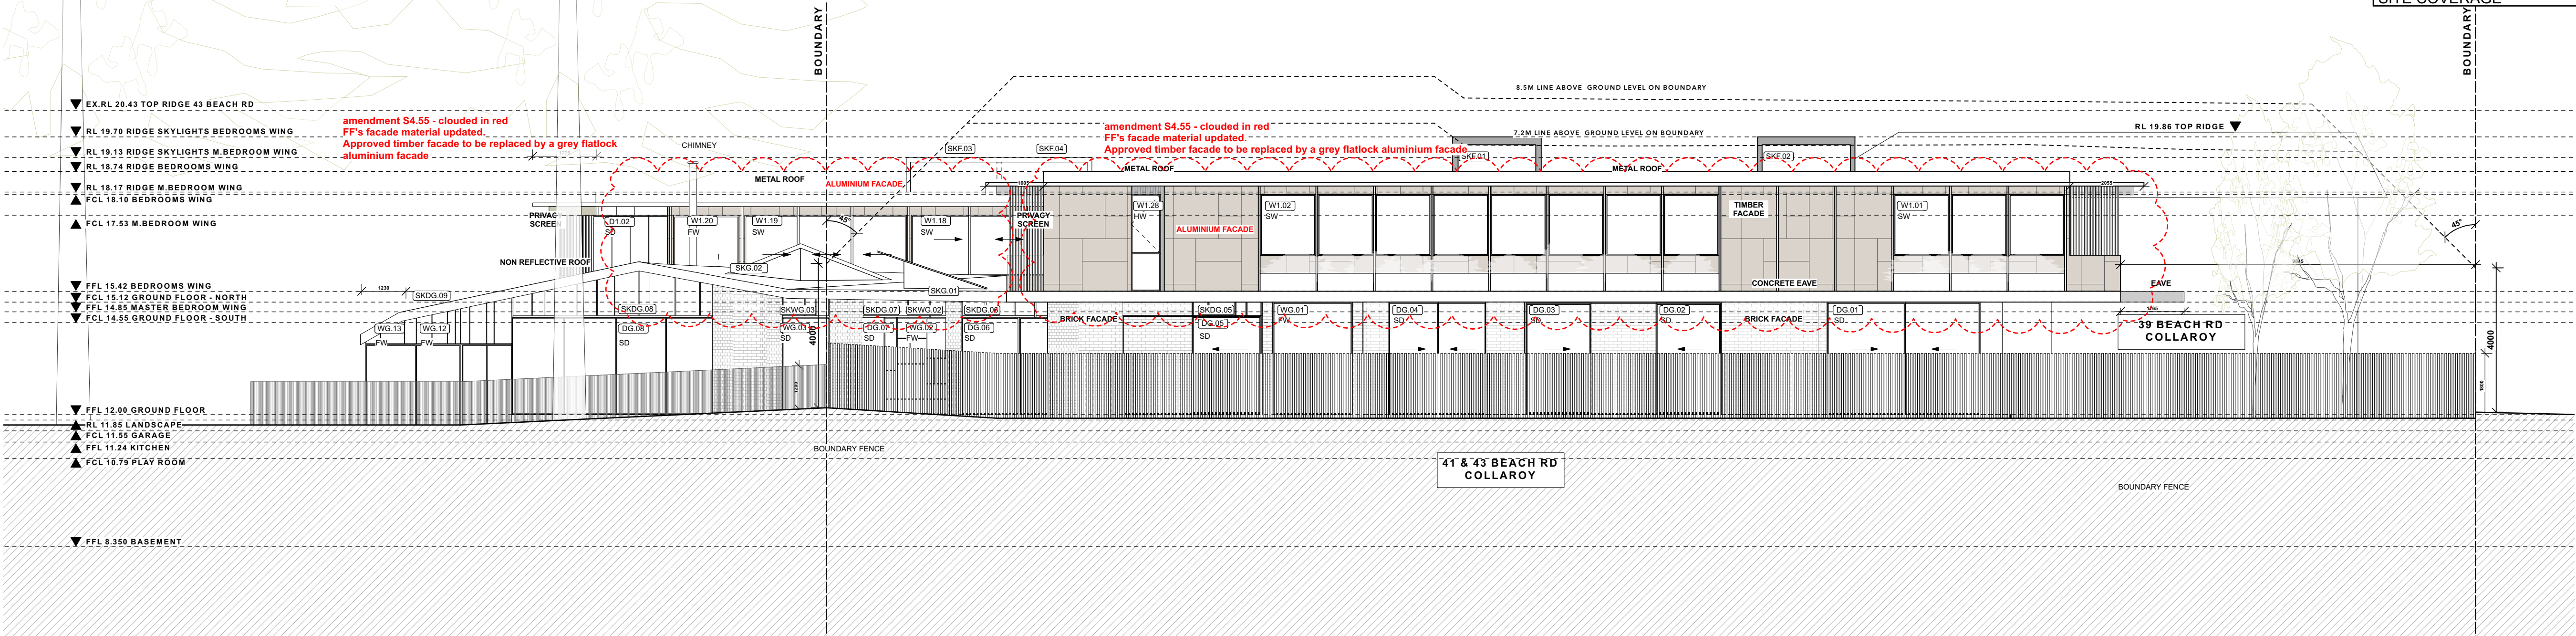 SITE COVERAGE
BOUNDARY
BOUNDARY
8.5M LINE ABOVE GROUND LEVEL ON BOUNDARY
EX.RL 20.43 TOP RIDGE 43 BEACH RD
RL 19.70 RIDGE SKYLIGHTS BEDROOMS WING
RL 19.13 RIDGE SKYLIGHTS M.BEDROOM WING
RL 18.74 RIDGE BEDROOMS WING
RL 18.17 RIDGE M.BEDROOM WING
FCL 18.10 BEDROOMS WING
FCL 17.53 M.BEDROOM WING
FFL 15.42 BEDROOMS WING
FCL 15.12 GROUND FLOOR - NORTH
FFL 14.85 MASTER BEDROOM WING
FCL 14.55 GROUND FLOOR - SOUTH
FFL 12.00 GROUND FLOOR
RL 11.85 LANDSCAPE
FCL 11.55 GARAGE
FFL 11.24 KITCHEN
FCL 10.79 PLAY ROOM
FFL 8.350 BASEMENT
amendment S4.55 - clouded in red
FF's facade material updated.
Approved timber facade to be replaced by a grey flatlock
aluminium facade
amendment S4.55 - clouded in red
FF's facade material updated.
Approved timber facade to be replaced by a grey flatlock aluminium facade
7.2M LINE ABOVE GROUND LEVEL ON BOUNDARY
RL 19.86 TOP RIDGE
CHIMNEY
SKF.03
SKF.04
SKF.01
SKF.02
METAL ROOF
ALUMINIUM FACADE
METAL ROOF
METAL ROOF
2055
PRIVACY
SCREEN
D1.02
SD
W1.20
FW
W1.19
SW
45°
W1.18
SW
PRIVACY
SCREEN
W1.28
HW
ALUMINIUM FACADE
W1.02
SW
TIMBER
FACADE
W1.01
SW
45°
NON REFLECTIVE ROOF
SKG.02
SKG.01
CONCRETE EAVE
EAVE
1230
SKDG.09
SKDG.08
SKWG.03
SKDG.07
SKWG.02
SKDG.06
SKDG.05
WG.13
FW
WG.12
FW
DG.08
SD
WG.03
SD
DG.07
SD
WG.02
FW
DG.06
SD
BRICK FACADE
DG.05
SD
WG.01
FW
DG.04
SD
DG.03
SD
DG.02
SD
BRICK FACADE
DG.01
SD
39 BEACH RD
COLLAROY
4000
4000
1200
1800
BOUNDARY FENCE
41 & 43 BEACH RD
COLLAROY
BOUNDARY FENCE